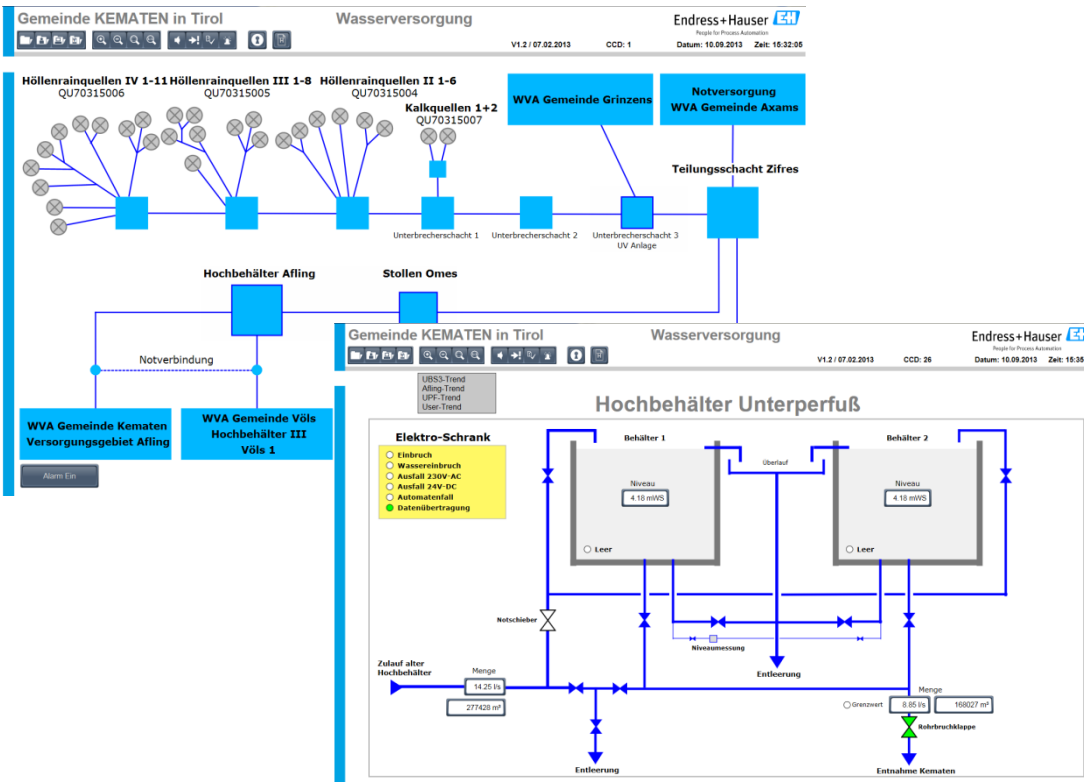 Gemeinde KEMATEN in Tirol
Wasserversorgung
Endress+Hauser EH
People for Process Automation
V1.2 / 07.02.2013
CCD: 1
Datum: 10.09.2013
Zeit: 15:32:05
Höllenrainquellen IV 1-11
QU70315006
Höllenrainquellen III 1-8
QU70315005
Höllenrainquellen II 1-6
QU70315004
Kalkquellen 1+2
QU70315007
WVA Gemeinde Grinzens
Notversorgung
WVA Gemeinde Axams
Teilungsschacht Zifres
Unterbrecherschacht 1
Unterbrecherschacht 2
Unterbrecherschacht 3
UV Anlage
Hochbehälter Afling
Stollen Omes
Notverbindung
WVA Gemeinde Kematen
Versorgungsgebiet Afling
WVA Gemeinde Völs
Hochbehälter III
Völs 1
Alarm Ein
Gemeinde KEMATEN in Tirol
Wasserversorgung
Endress+Hauser
People for Process Automation
V1.2 / 07.02.2013
CCD: 26
Datum: 10.09.2013
Zeit: 15:35
UBS3-Trend
Afling-Trend
UPF-Trend
User-Trend
Hochbehälter Unterperfuß
Elektro-Schrank
Einbruch
Wassereinbruch
Ausfall 230V-AC
Ausfall 24V-DC
Automatenfall
Datenübertragung
Behälter 1
Niveau
4.18 mWS
Leer
Überlauf
Behälter 2
Niveau
4.18 mWS
Leer
Notschieber
Niveaumessung
Entleerung
Zulauf alter
Hochbehälter
Menge
14.25 l/s
277428 m³
Entleerung
Menge
Grenzwert
8.85 l/s
168027 m³
Rohrbruchklappe
Entnahme Kematen